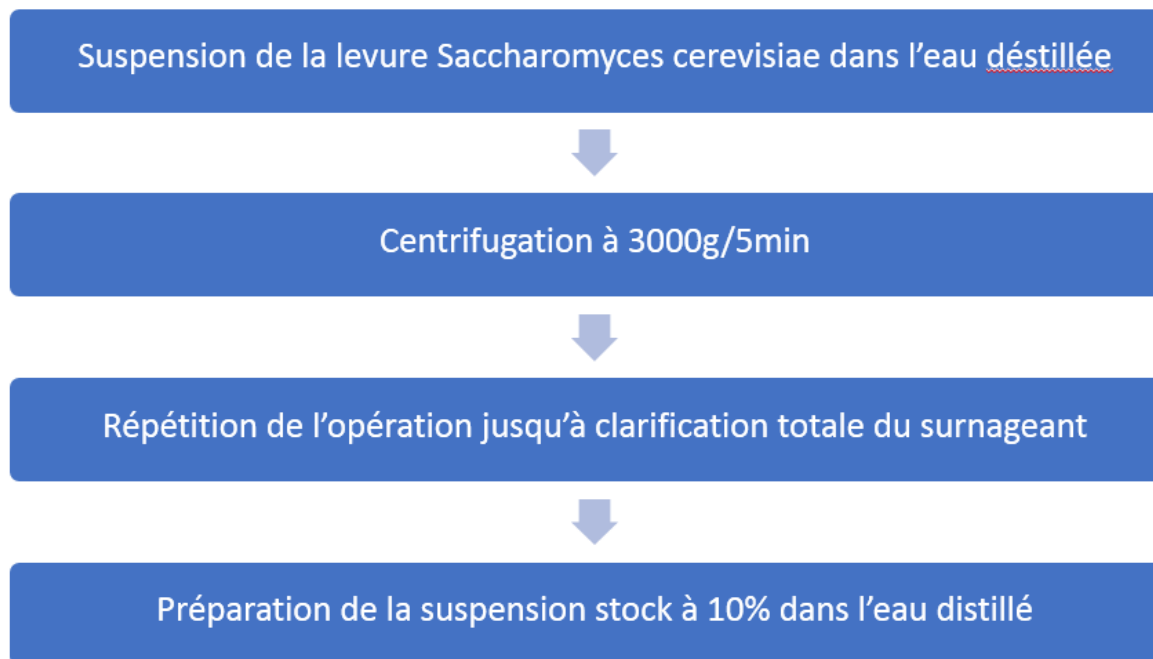 Suspension de la levure Saccharomyces cerevisiae dans l’eau déstillée
Centrifugation à 3000g/5min
Répétition de l’opération jusqu’à clarification totale du surnageant
Préparation de la suspension stock à 10% dans l’eau distillé